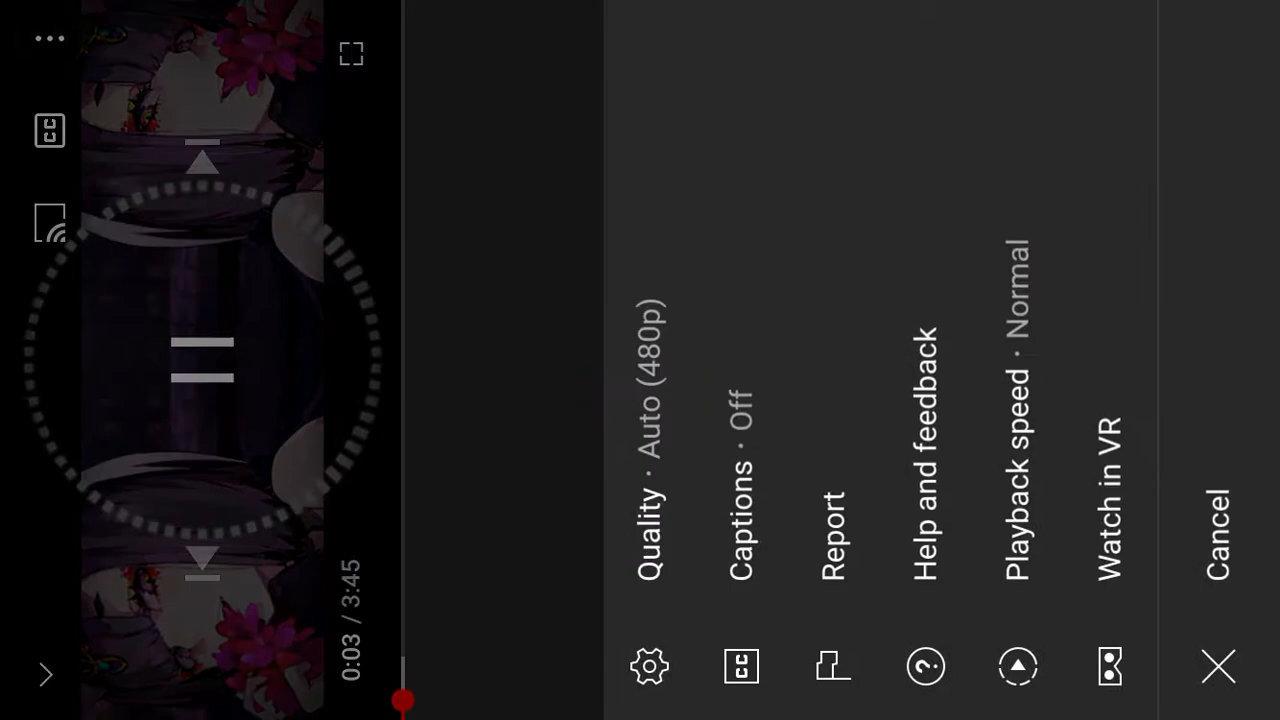 0:03 / 3:45
Quality · Auto (480p)
CC
Captions · Off
Report
Help and feedback
Playback speed · Normal
Watch in VR
Cancel